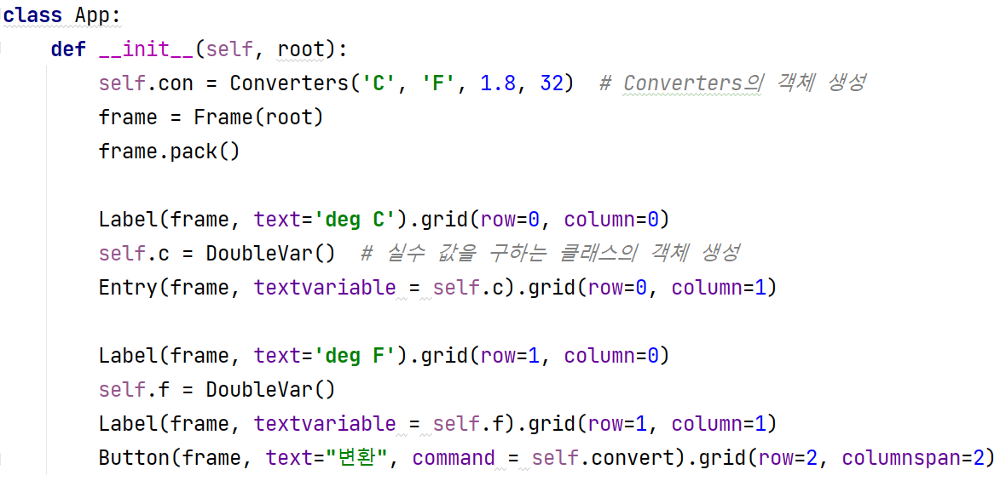 class App:
    def __init__(self, root):
        self.con = Converters('C', 'F', 1.8, 32)  # Converters의 객체 생성
        frame = Frame(root)
        frame.pack()

        Label(frame, text='deg C').grid(row=0, column=0)
        self.c = DoubleVar()  # 실수 값을 구하는 클래스의 객체 생성
        Entry(frame, textvariable = self.c).grid(row=0, column=1)

        Label(frame, text='deg F').grid(row=1, column=0)
        self.f = DoubleVar()
        Label(frame, textvariable = self.f).grid(row=1, column=1)
        Button(frame, text="변환", command = self.convert).grid(row=2, columnspan=2)